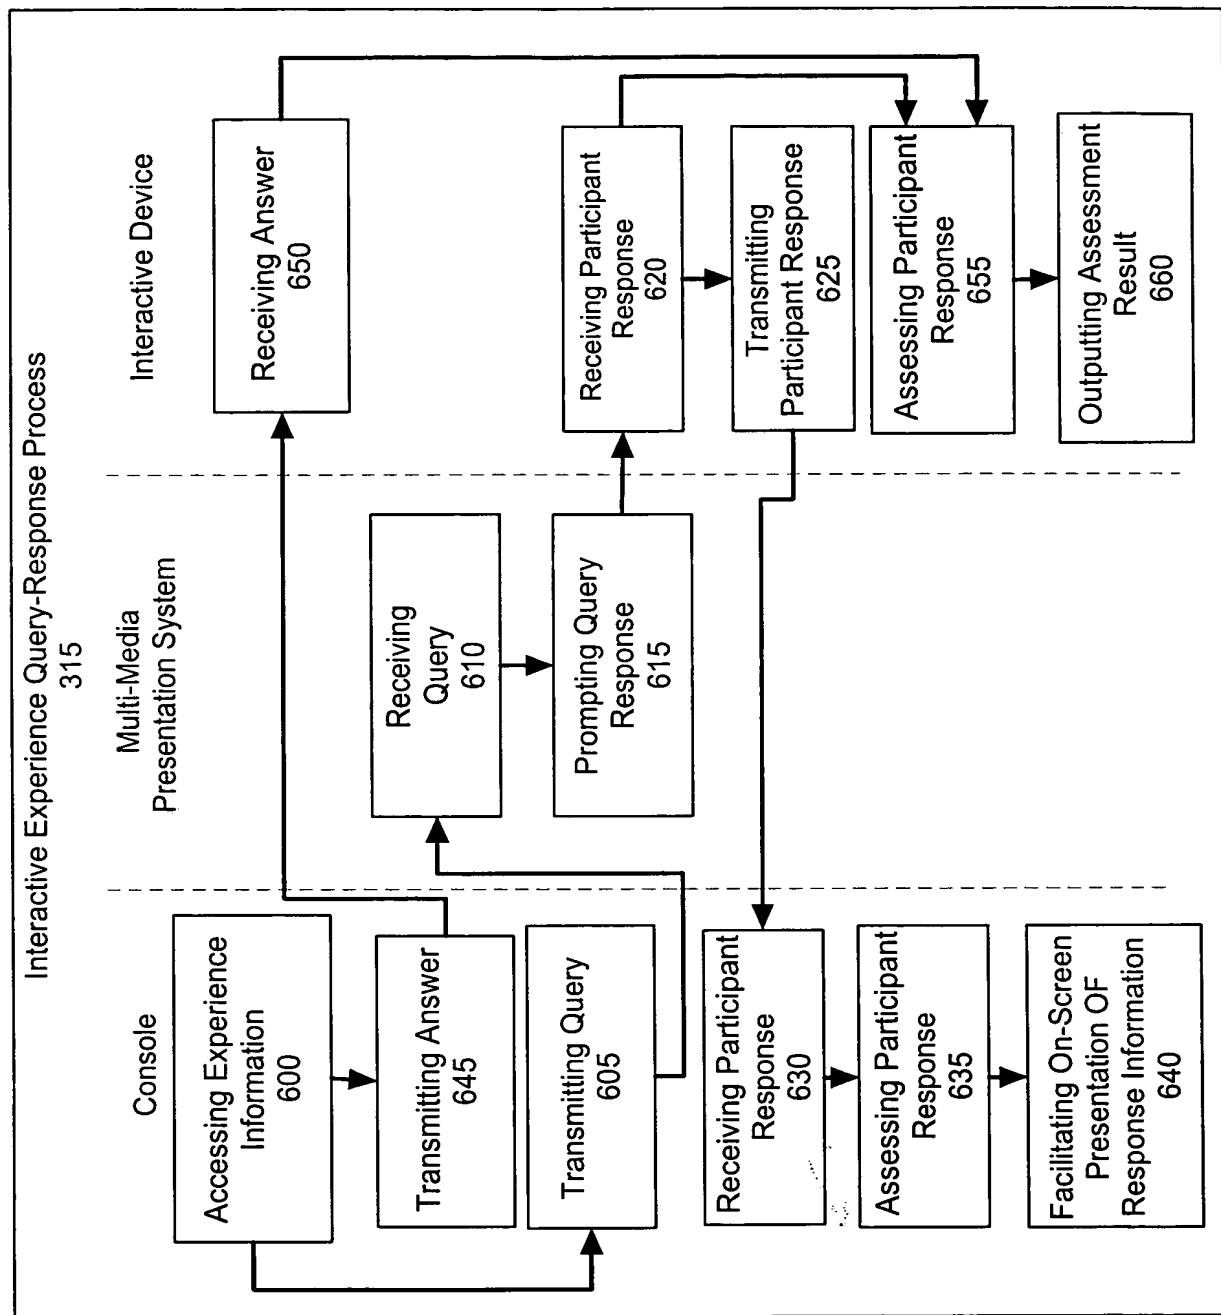 Interactive Experience Query-Response Process
315
Console
Multi-Media
Presentation System
Interactive Device
Accessing Experience
Information
600
Transmitting Answer
645
Transmitting Query
605
Receiving Participant
Response
630
Assessing Participant
Response
635
Facilitating On-Screen
Presentation OF
Response Information
640
Receiving
Query
610
Prompting Query
Response
615
Receiving Answer
650
Receiving Participant
Response
620
Transmitting
Participant Response
625
Assessing Participant
Response
655
Outputting Assessment
Result
660